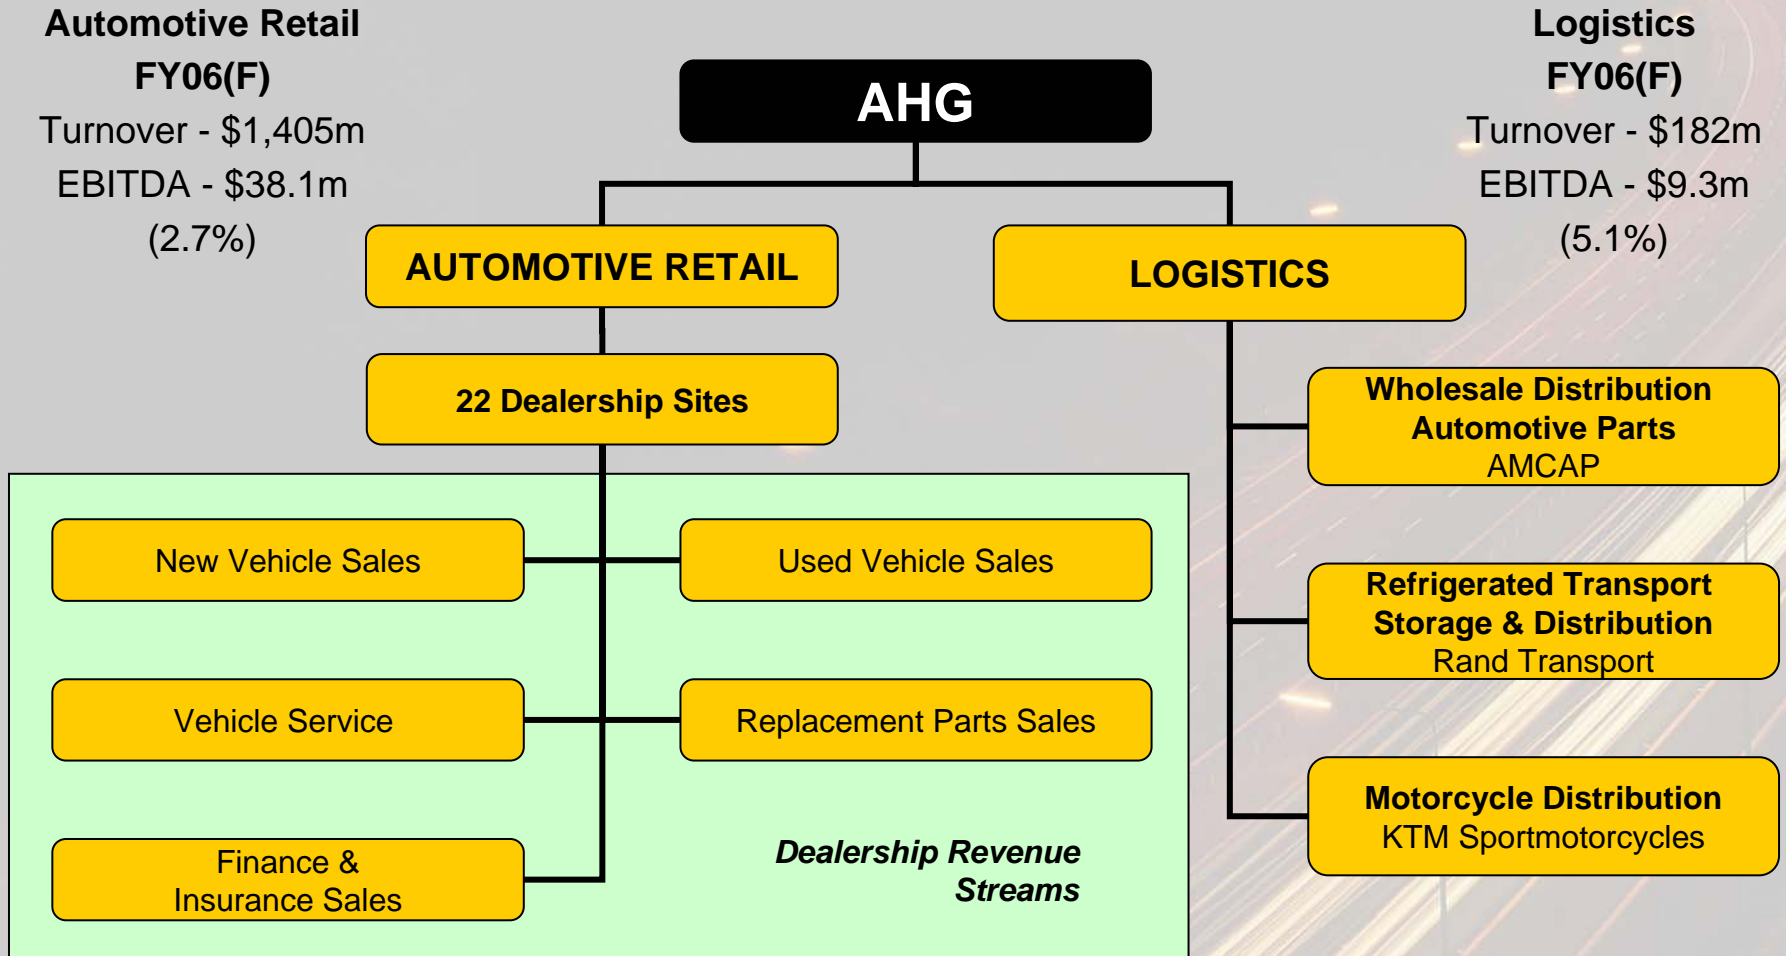 Automotive Retail
FY06(F)
Turnover - $1,405m
EBITDA - $38.1m
(2.7%)
AHG
Logistics
FY06(F)
Turnover - $182m
EBITDA - $9.3m
(5.1%)
AUTOMOTIVE RETAIL
LOGISTICS
22 Dealership Sites
New Vehicle Sales
Used Vehicle Sales
Vehicle Service
Replacement Parts Sales
Finance &
Insurance Sales
Dealership Revenue
Streams
Wholesale Distribution
Automotive Parts
AMCAP
Refrigerated Transport
Storage & Distribution
Rand Transport
Motorcycle Distribution
KTM Sportmotorcycles